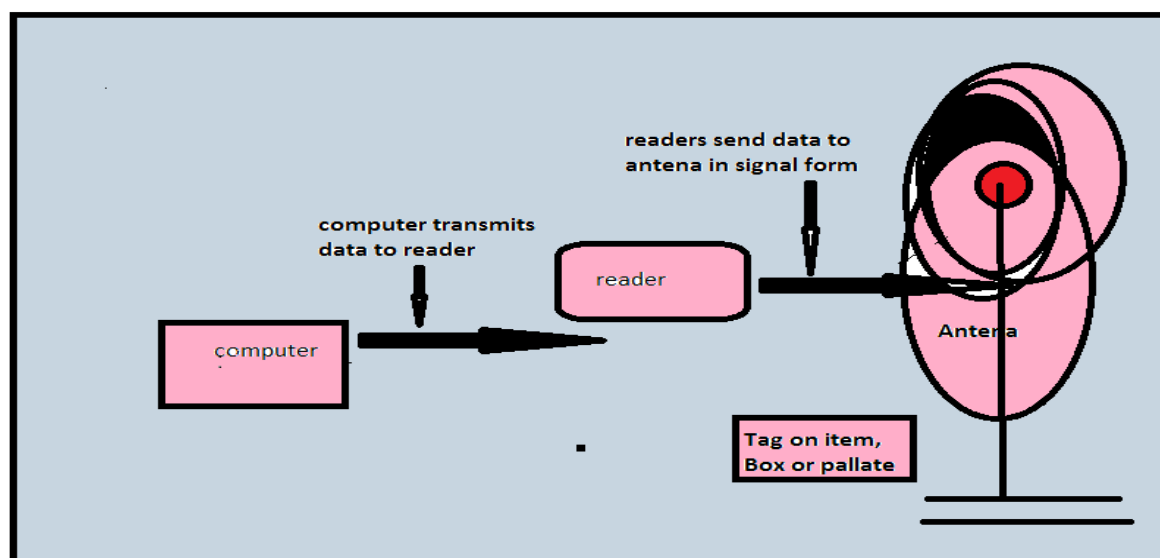 readers send data to
antena in signal form
computer transmits
data to reader
reader
computer
Antena
Tag on item,
Box or pallate